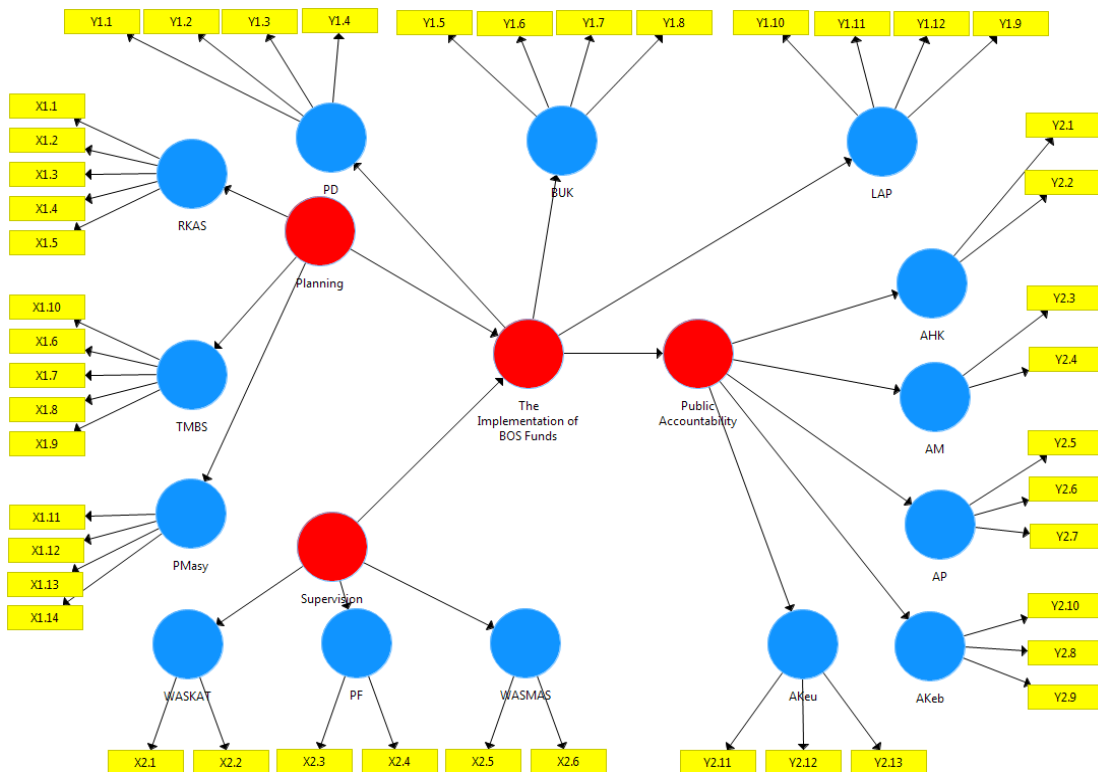 Y1.1
Y1.2
Y1.3
Y1.4
Y1.5
Y1.6
Y1.7
Y1.8
Y1.10
Y1.11
Y1.12
Y1.9
X1.1
X1.2
X1.3
X1.4
X1.5
RKAS
PD
BUK
LAP
Y2.1
Y2.2
Planning
X1.10
X1.6
X1.7
X1.8
X1.9
TMBS
The
Implementation of
BOS Funds
Public
Accountability
AHK
Y2.3
Y2.4
AM
Y2.5
Y2.6
Y2.7
AP
X1.11
X1.12
X1.13
X1.14
PMasy
Supervision
WASKAT
PF
WASMAS
AKeu
AKeb
Y2.10
Y2.8
Y2.9
X2.1
X2.2
X2.3
X2.4
X2.5
X2.6
Y2.11
Y2.12
Y2.13